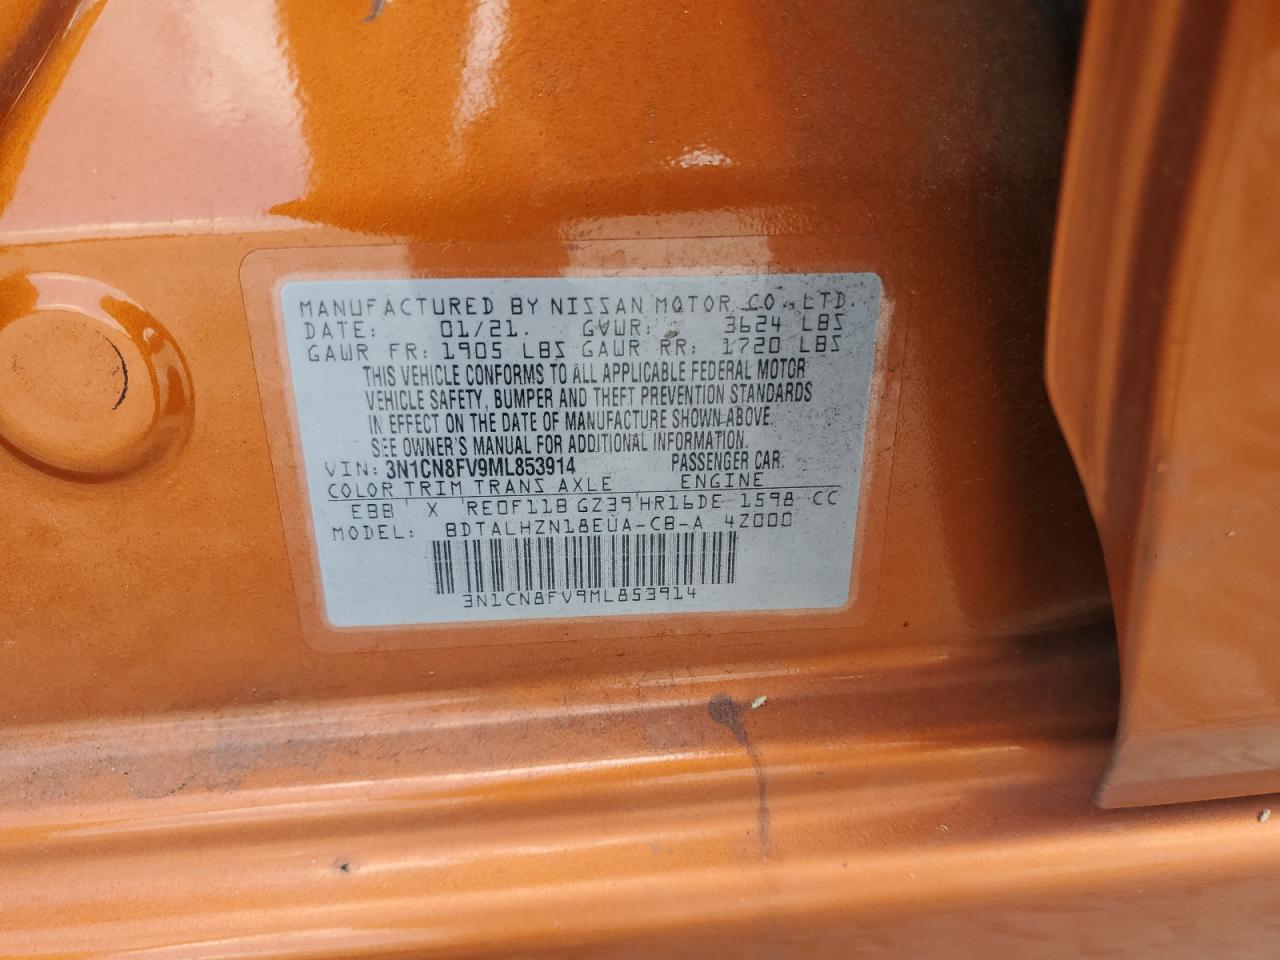 MANUFACTURED BY NISSAN MOTOR CO.,LTD.
DATE: 01/21. GVWR: 3624 LBS
GAWR FR: 1905 LBS GAWR RR: 1720 LBS
THIS VEHICLE CONFORMS TO ALL APPLICABLE FEDERAL MOTOR
VEHICLE SAFETY, BUMPER AND THEFT PREVENTION STANDARDS
IN EFFECT ON THE DATE OF MANUFACTURE SHOWN ABOVE.
SEE OWNER'S MANUAL FOR ADDITIONAL INFORMATION.
VIN: 3N1CN8FV9ML853914 PASSENGER CAR.
COLOR TRIM TRANS AXLE ENGINE
EBB X RE0F11B GZ39 HR16DE 1598 CC
MODEL: BDTALHZN18EUA-CB-A 4Z000
3N1CN8FV9ML853914